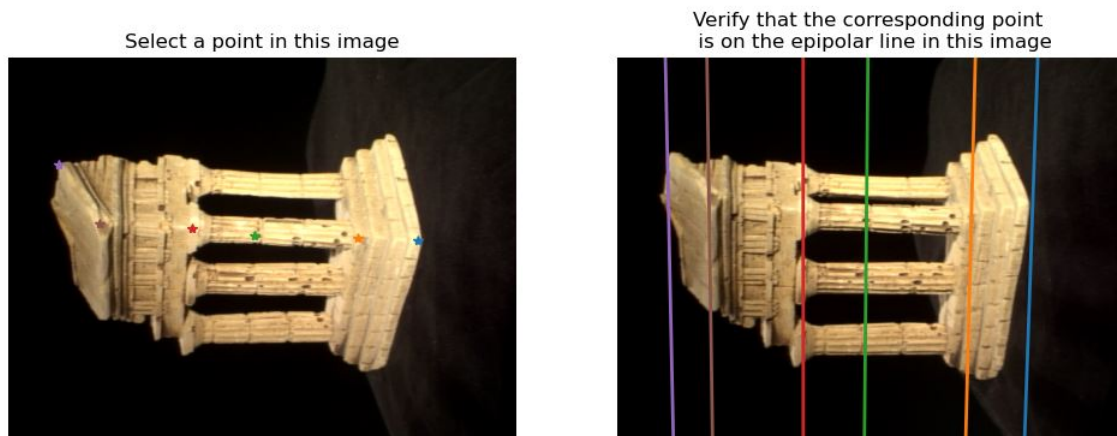 Select a point in this image
Verify that the corresponding point
is on the epipolar line in this image